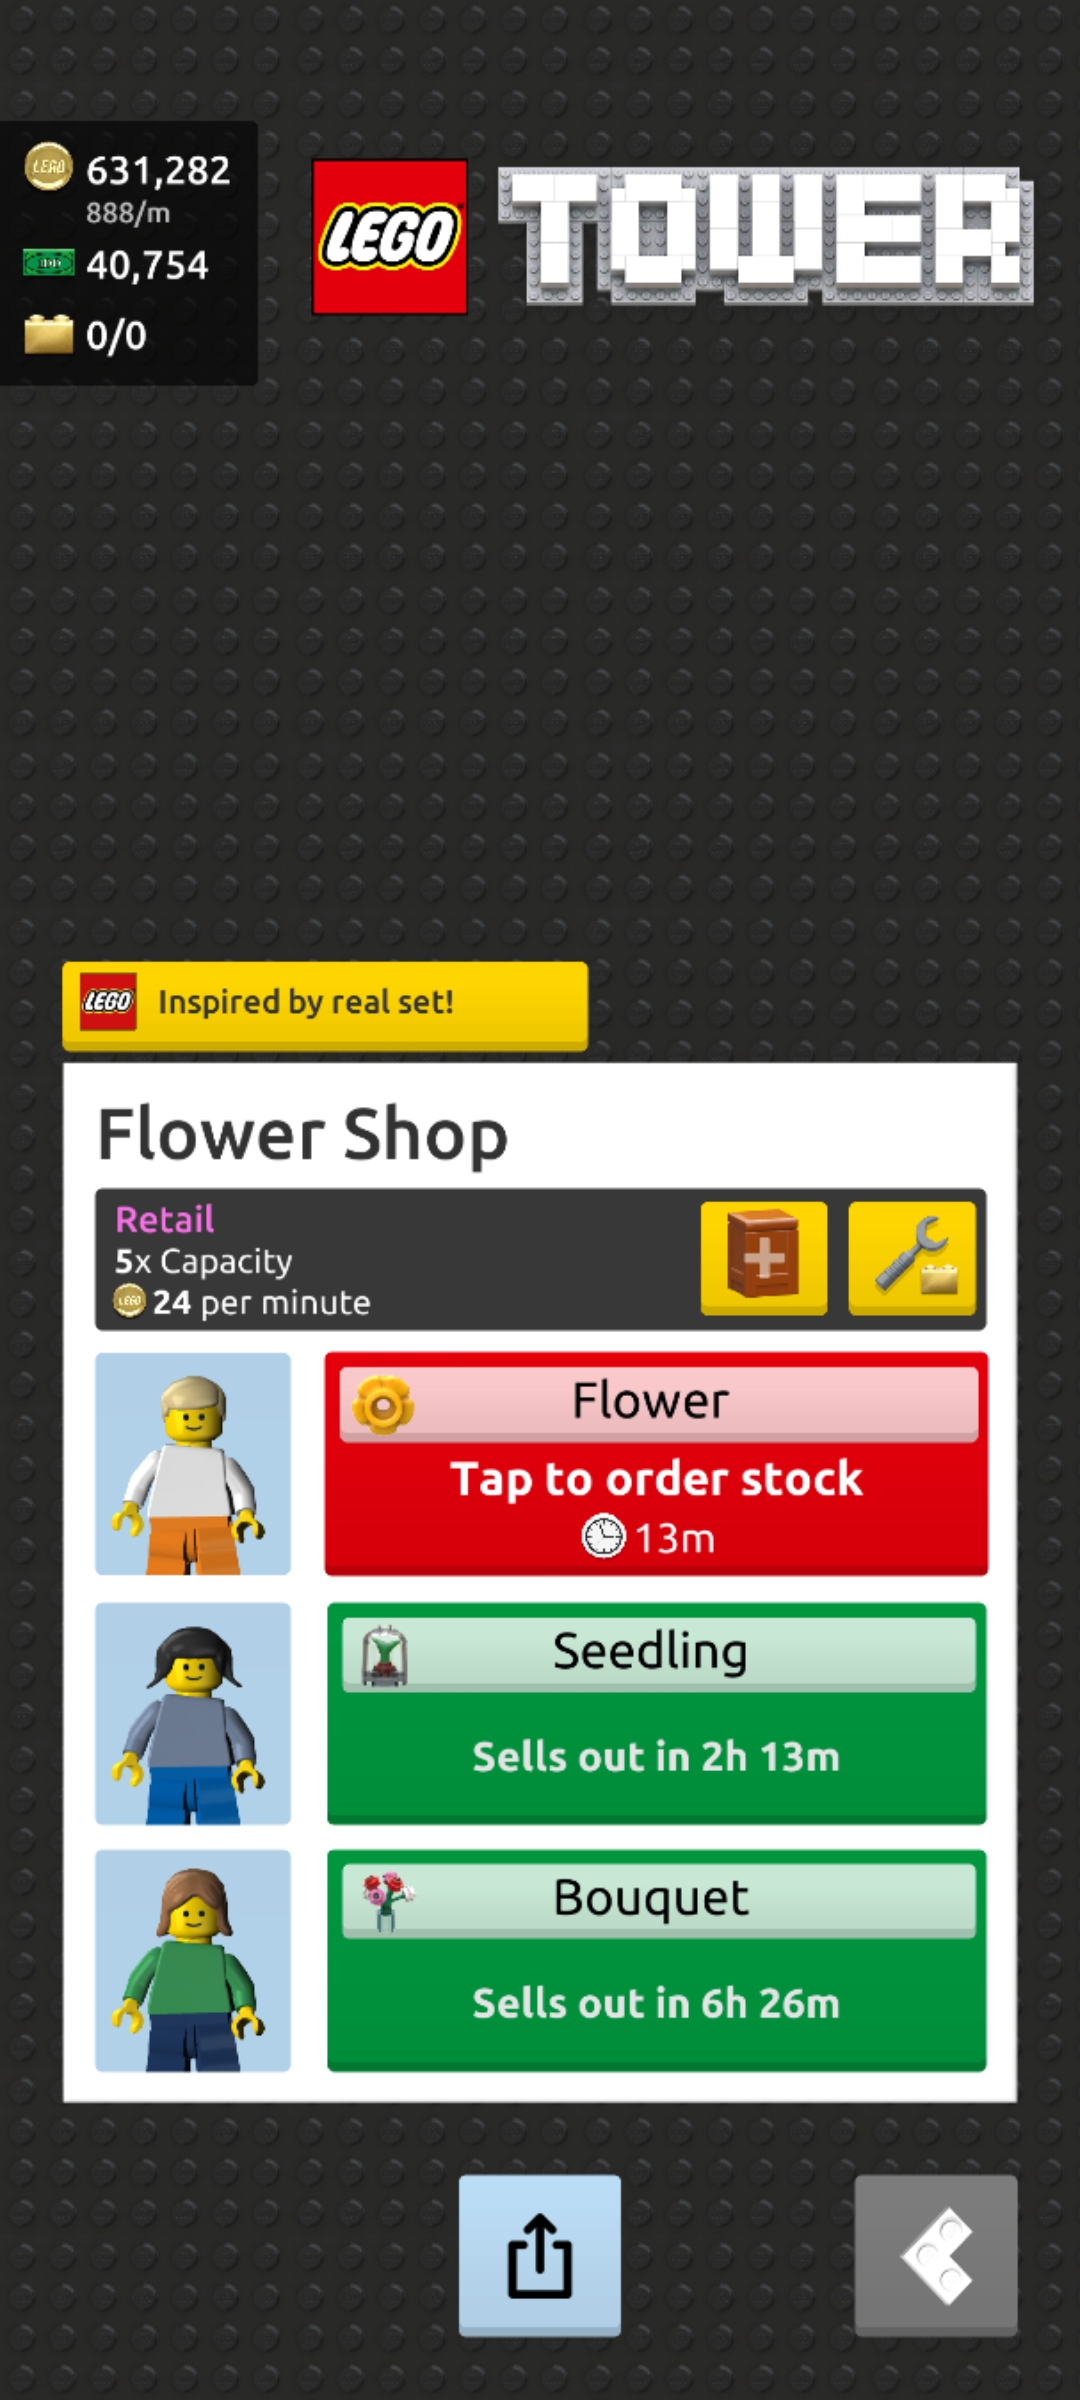 631,282
888/m
40,754
0/0
LEGO TOWER
LEGO Inspired by real set!
Flower Shop
Retail
5x Capacity
24 per minute
Flower
Tap to order stock
13m
Seedling
Sells out in 2h 13m
Bouquet
Sells out in 6h 26m